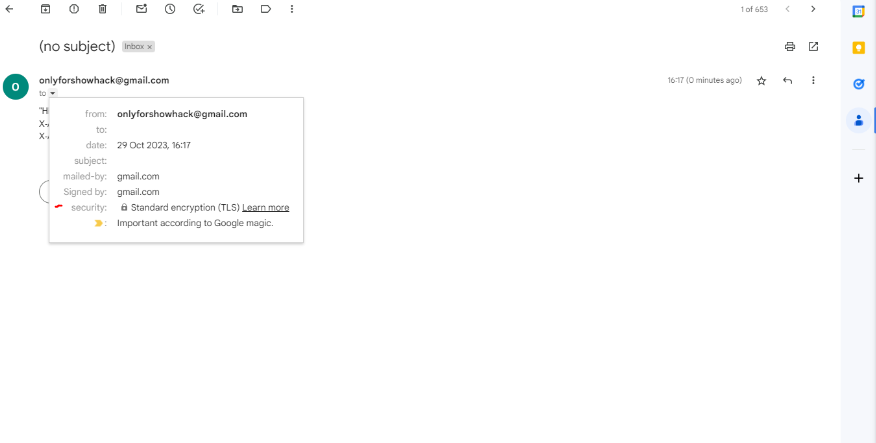 1 of 653
(no subject) Inbox ×
O
onlyforshowhack@gmail.com
16:17 (0 minutes ago)
to
"H
X-
X-
from: onlyforshowhack@gmail.com
to:
date: 29 Oct 2023, 16:17
subject:
mailed-by: gmail.com
Signed by: gmail.com
security: Standard encryption (TLS) Learn more
: Important according to Google magic.
31